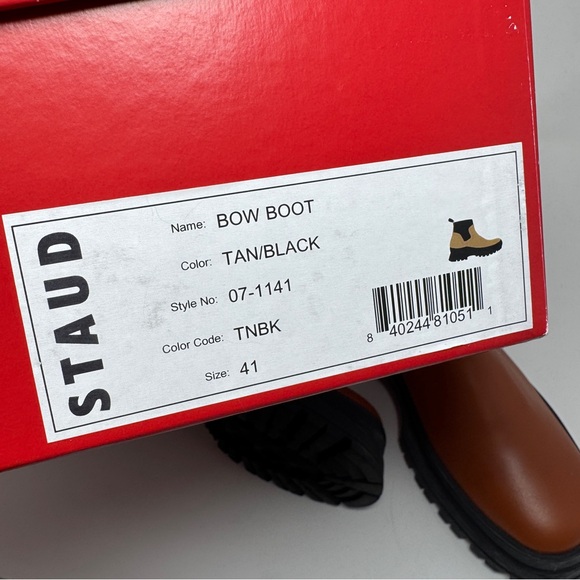 STAUD
Name: BOW BOOT
Color: TAN/BLACK
Style No: 07-1141
Color Code: TNBK
Size: 41
8 40244 81051 1